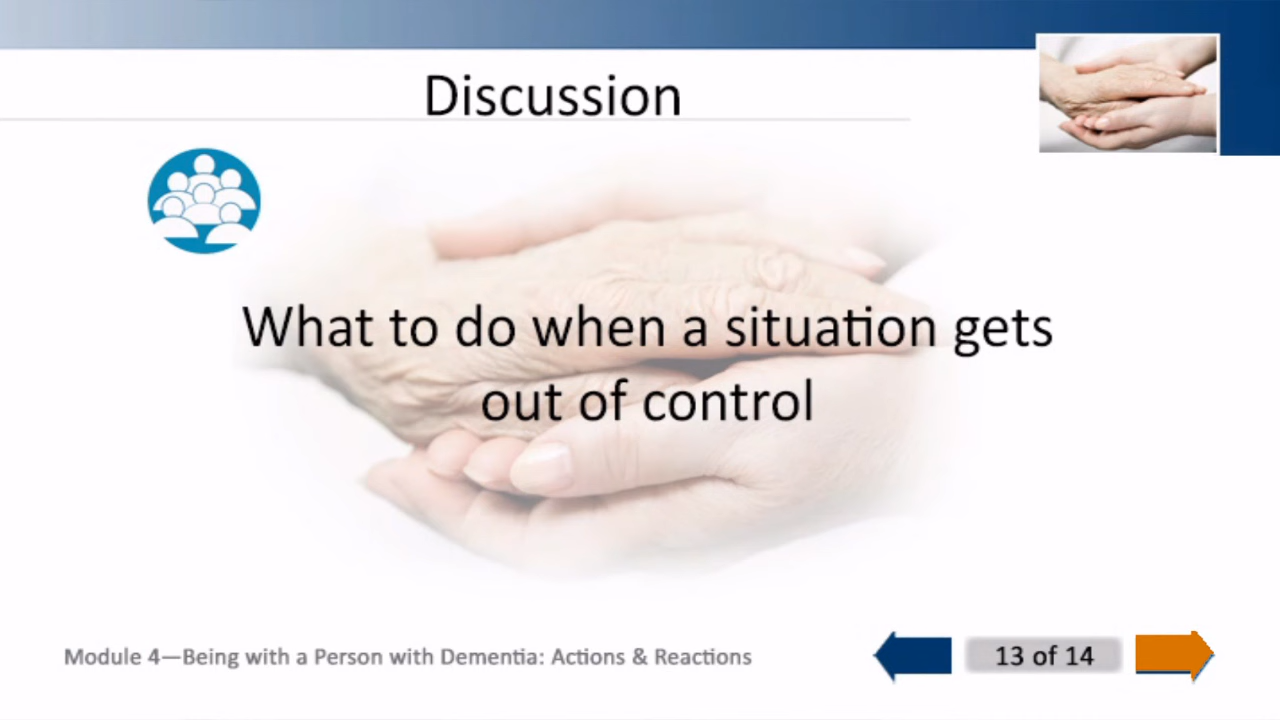 Discussion
What to do when a situation gets
out of control
Module 4—Being with a Person with Dementia: Actions & Reactions
13 of 14